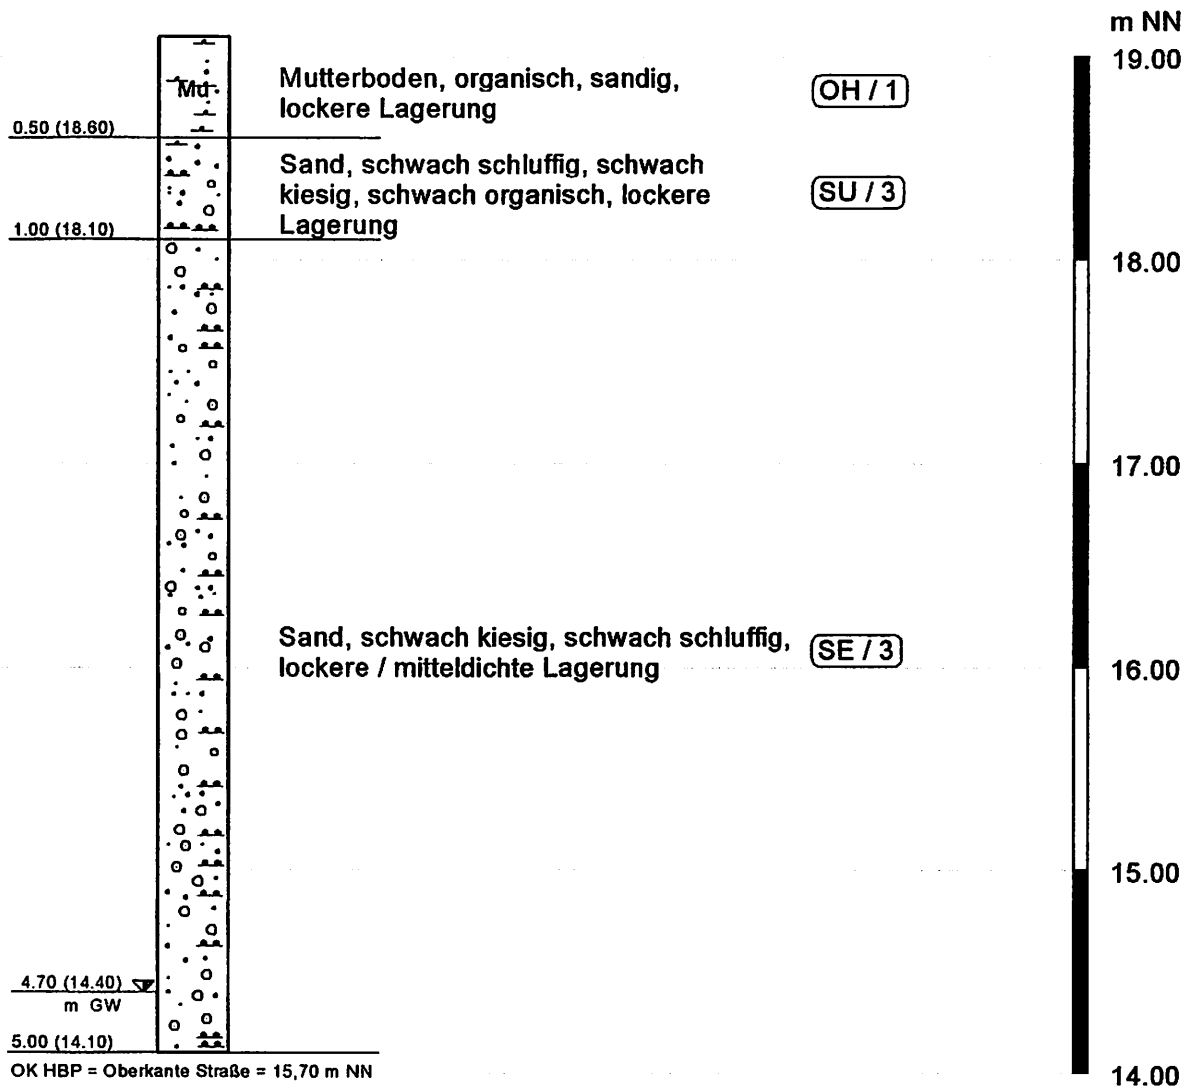 m NN
19.00
Mu
Mutterboden, organisch, sandig,
lockere Lagerung
OH / 1
0.50 (18.60)
Sand, schwach schluffig, schwach
kiesig, schwach organisch, lockere
Lagerung
SU / 3
1.00 (18.10)
18.00
17.00
Sand, schwach kiesig, schwach schluffig,
lockere / mitteldichte Lagerung
SE / 3
16.00
15.00
4.70 (14.40)
m GW
5.00 (14.10)
OK HBP = Oberkante Straße = 15,70 m NN
14.00